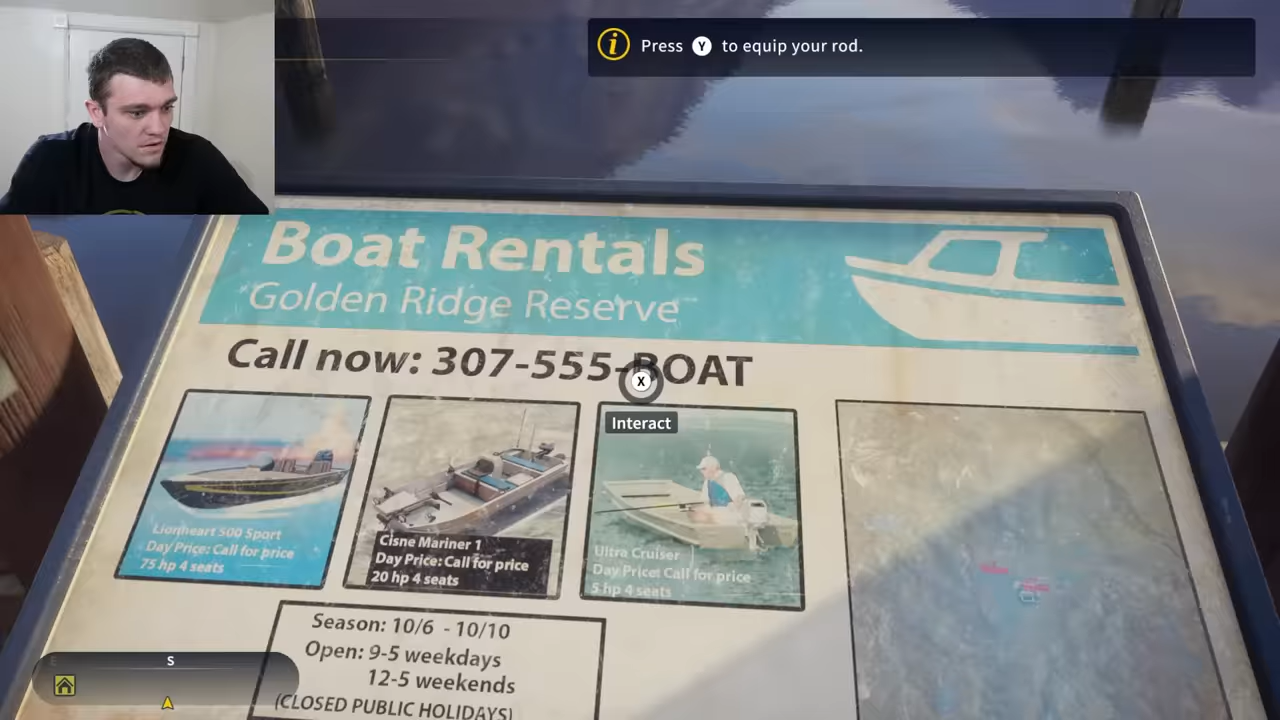 Press Y to equip your rod.
Boat Rentals
Golden Ridge Reserve
Call now: 307-555-BOAT
X
Interact
Lionheart 500 Sport
Day Price: Call for price
75 hp 4 seats
Cisne Mariner 1
Day Price: Call for price
20 hp 4 seats
Ultra Cruiser
Day Price: Call for price
5 hp 4 seats
Season: 10/6 - 10/10
Open: 9-5 weekdays
12-5 weekends
(CLOSED PUBLIC HOLIDAYS)
S